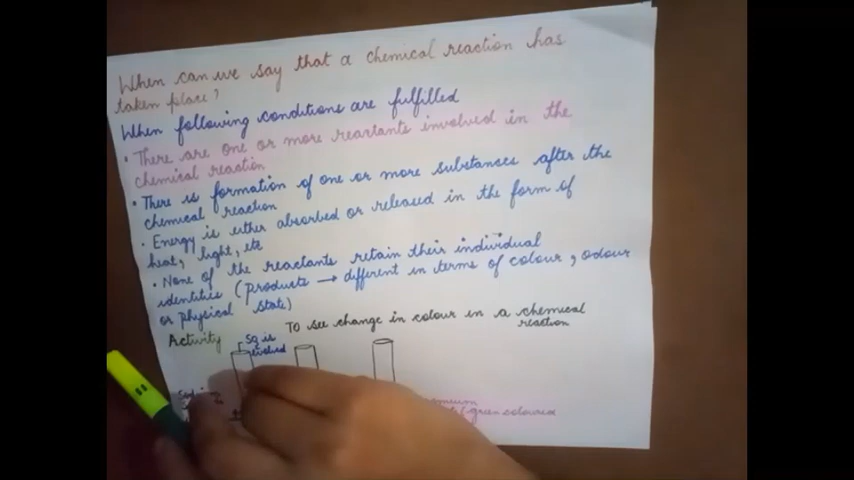 When can we say that a chemical reaction has
taken place?
When following conditions are fulfilled
• There are one or more reactants involved in the
chemical reaction
• There is formation of one or more substances after the
chemical reaction
• Energy is either absorbed or released in the form of
heat, light, etc
• None of the reactants retain their individual
identities (Products → different in terms of colour, odour
or physical state)
Activity
To see change in colour in a chemical
reaction
is
evolved
green coloured